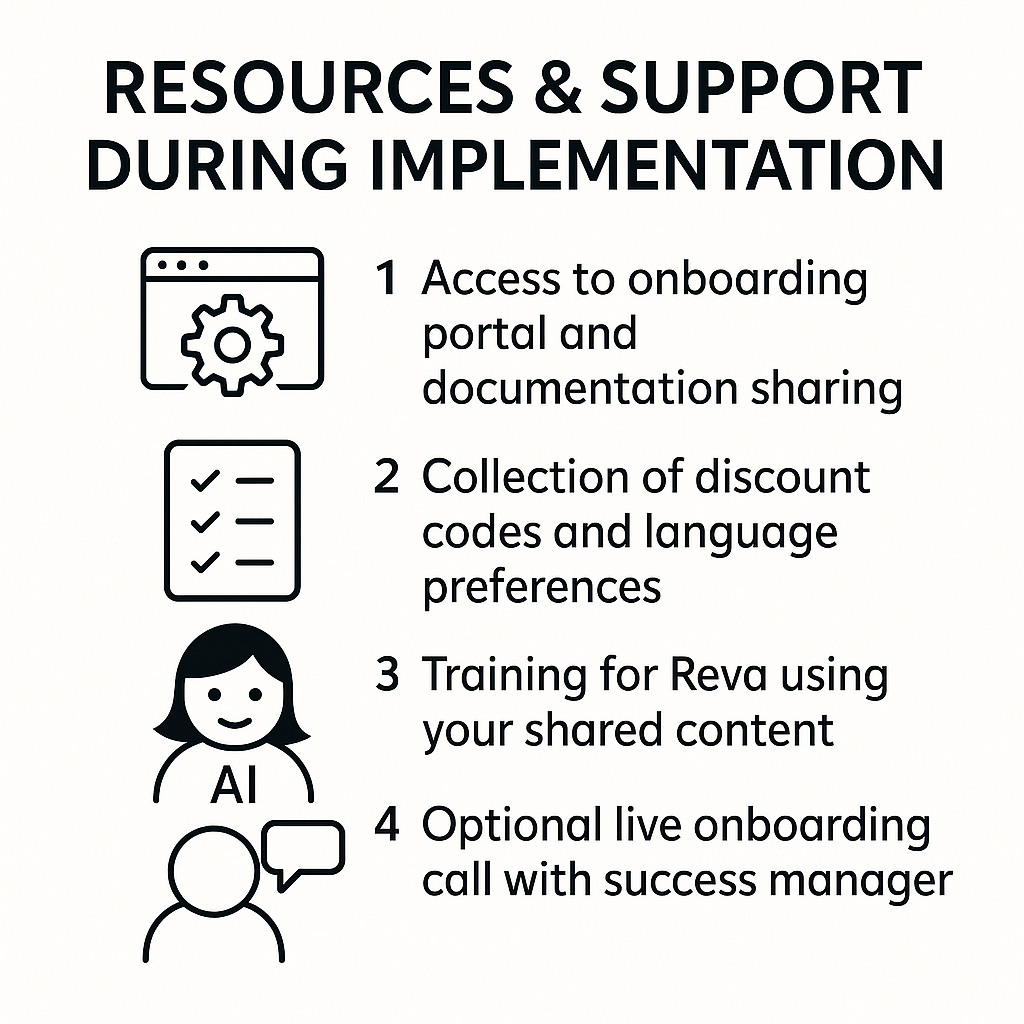 RESOURCES & SUPPORT
DURING IMPLEMENTATION
1 Access to onboarding
portal and
documentation sharing
2 Collection of discount
codes and language
preferences
3 Training for Reva using
your shared content
AI
4 Optional live onboarding
call with success manager